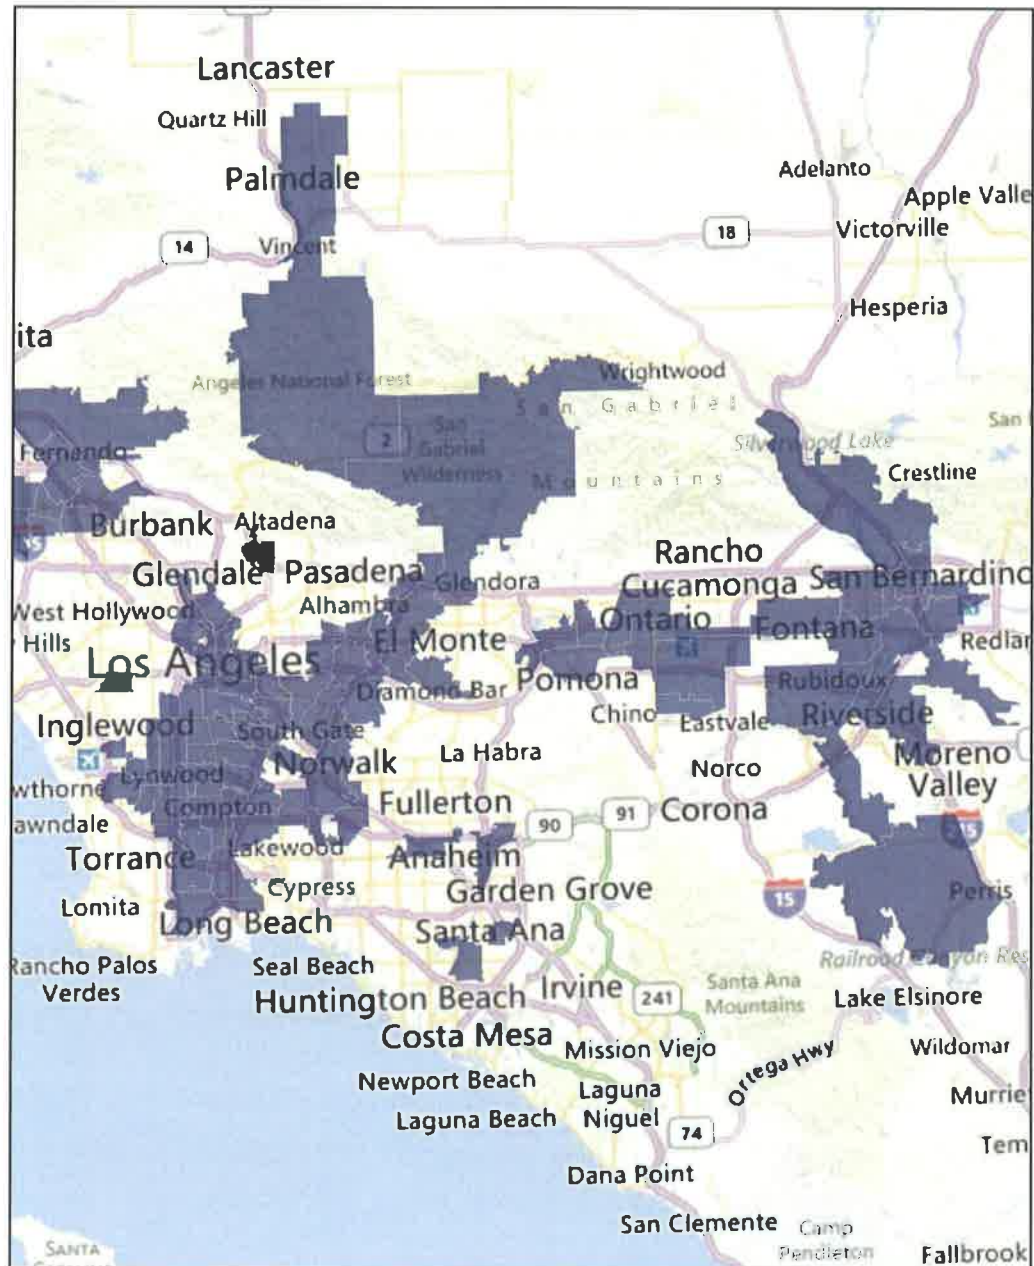 Lancaster
Quartz Hill
Palmdale
Adelanto
Apple Valle
Victorville
14
18
Vincent
Hesperia
ita
Wrightwood
Angeles National Forest
San Gabriel
Mountains
2
San
Gabriel
Wilderness
San
Silverwood Lake
Fernando
Crestline
Burbank
Altadena
Rancho
Cucamonga
Glendale
Pasadena
Glendora
San Bernardino
West Hollywood
Alhambra
Ontario
Hills
El Monte
Fontana
Redlan
Los Angeles
Diamond Bar
Pomona
Rubidoux
Chino
Eastvale
Riverside
Inglewood
South Gate
La Habra
Norwalk
Norco
Moreno
Valley
Lynwood
wthorne
Compton
Fullerton
Corona
91
90
215
awndale
Torrance
Lakewood
Anaheim
Cypress
Garden Grove
15
Perris
Lomita
Long Beach
Santa Ana
Railroad Canyon Res
Rancho Palos
Verdes
Seal Beach
Huntington Beach
Irvine
241
Santa Ana
Mountains
Lake Elsinore
Costa Mesa
Mission Viejo
Ortega Hwy
Wildomar
Newport Beach
Laguna
Niguel
Laguna Beach
74
Murrie
Tem
Dana Point
San Clemente
Camp
Pendleton
Fallbrook
SANTA